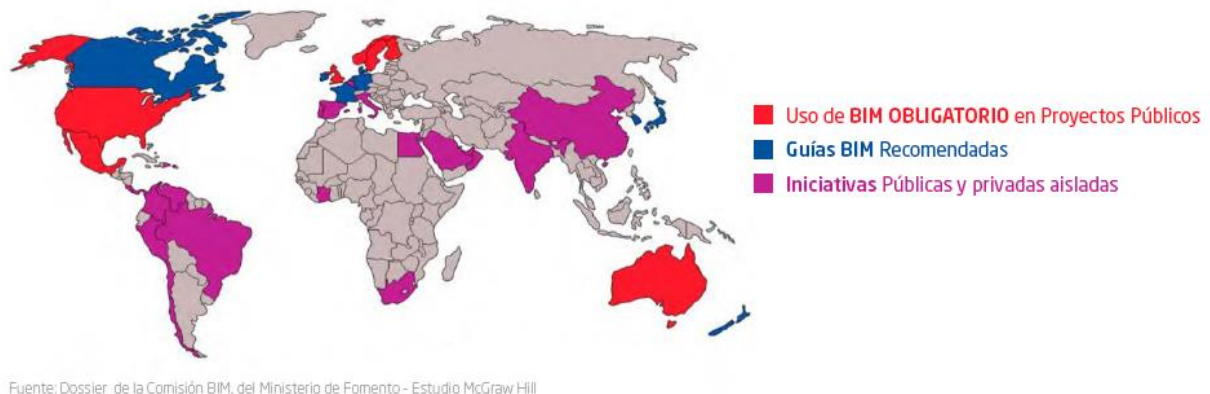 Uso de BIM OBLIGATORIO en Proyectos Públicos
Guías BIM Recomendadas
Iniciativas Públicas y privadas aisladas
Fuente: Dossier de la Comisión BIM, del Ministerio de Fomento - Estudio McGraw Hill